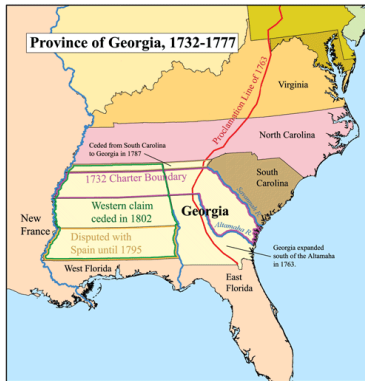 Province of Georgia, 1732-1777
Proclamation Line of 1763
Virginia
North Carolina
Ceded from South Carolina
to Georgia in 1787
South
Carolina
1732 Charter Boundary
Western claim
ceded in 1802
Georgia
Savannah R.
Altamaha R.
New
France
Disputed with
Spain until 1795
Georgia expanded
south of the Altamaha
in 1763.
West Florida
East
Florida